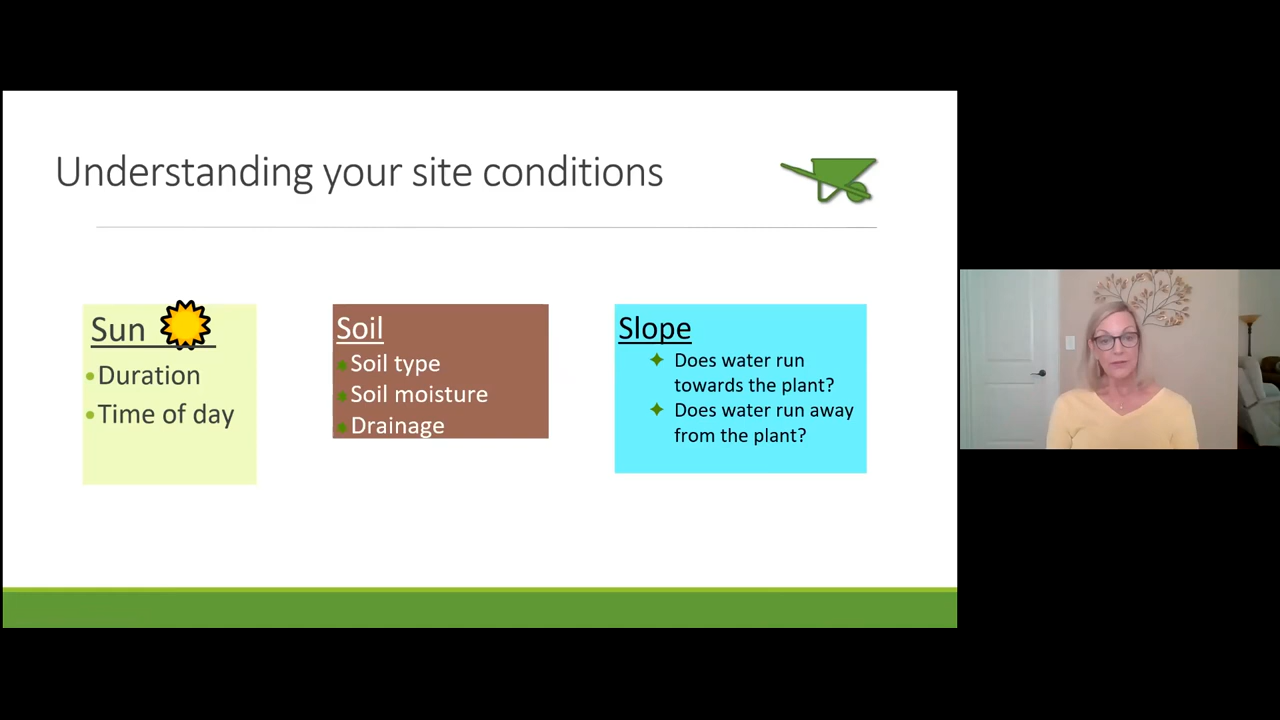 Understanding your site conditions
Sun
Duration
Time of day
Soil
Soil type
Soil moisture
Drainage
Slope
Does water run
towards the plant?
Does water run away
from the plant?